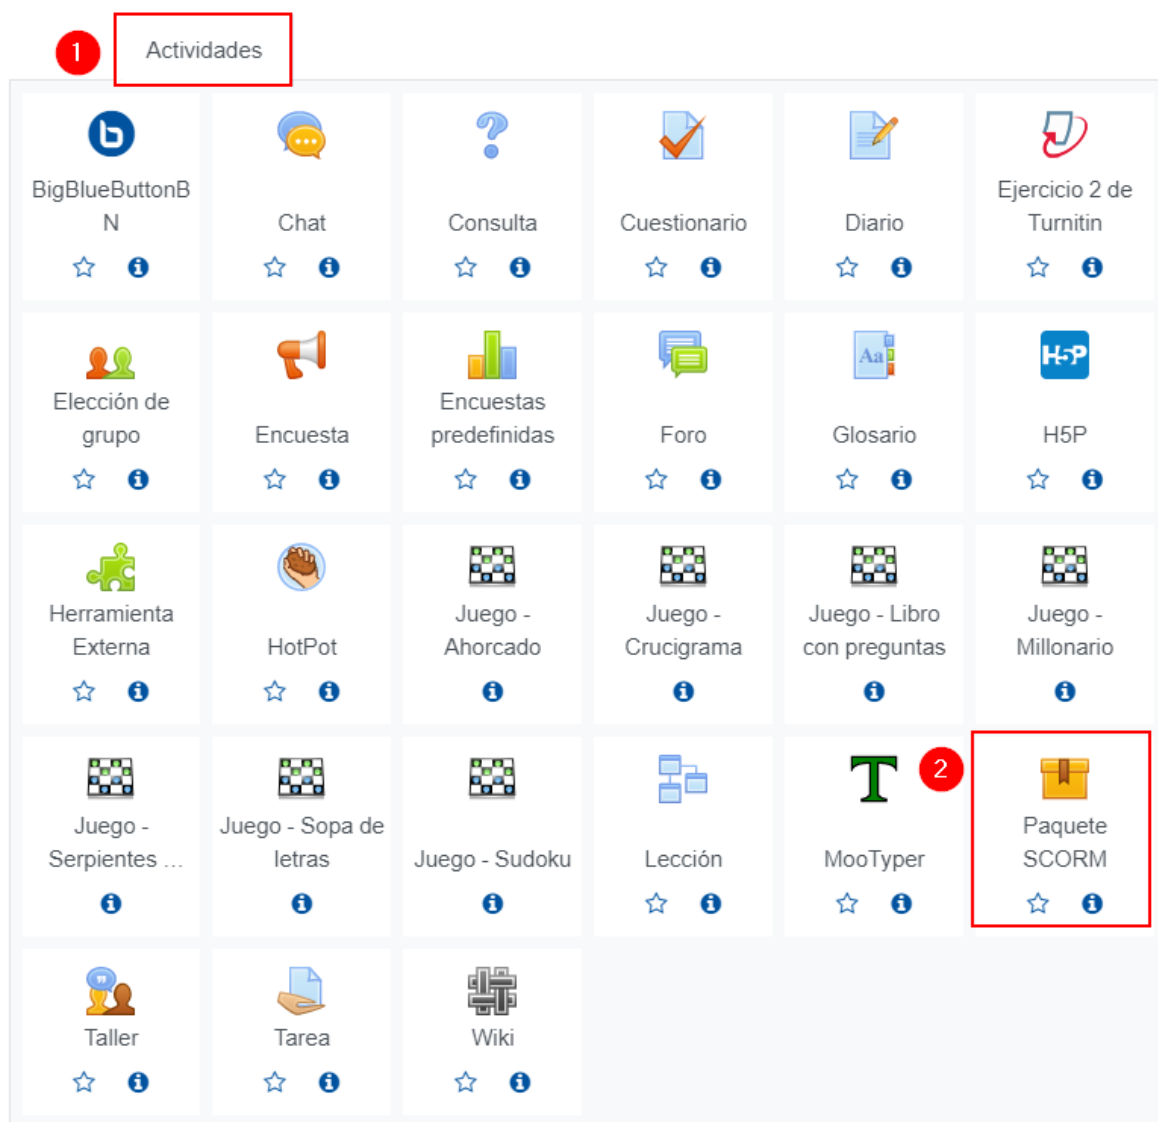 1
Actividades
BigBlueButtonB
N
Chat
Consulta
Cuestionario
Diario
Ejercicio 2 de
Turnitin
Elección de
grupo
Encuesta
Encuestas
predefinidas
Foro
Aa
Glosario
H5P
H5P
Herramienta
Externa
HotPot
Juego -
Ahorcado
Juego -
Crucigrama
Juego - Libro
con preguntas
Juego -
Millonario
Juego -
Serpientes ...
Juego - Sopa de
letras
Juego - Sudoku
Lección
T
MooTyper
2
Paquete
SCORM
Taller
Tarea
Wiki